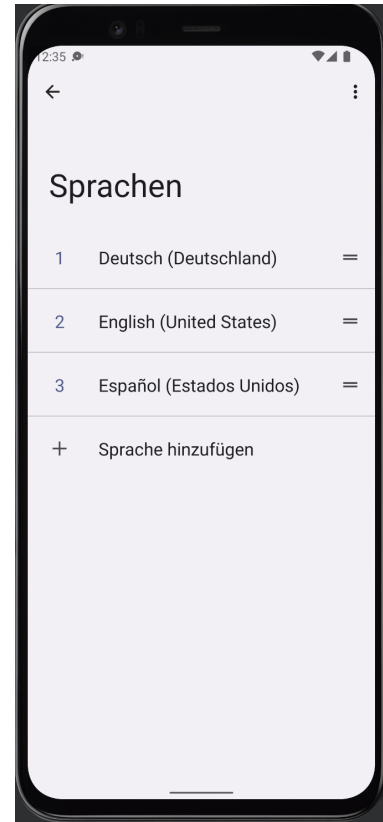 12:35
Sprachen
1 Deutsch (Deutschland)
2 English (United States)
3 Español (Estados Unidos)
+ Sprache hinzufügen